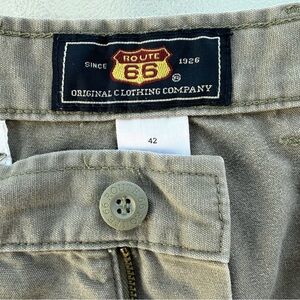 ROUTE
SINCE 66 1926
ORIGINAL CLOTHING COMPANY
42